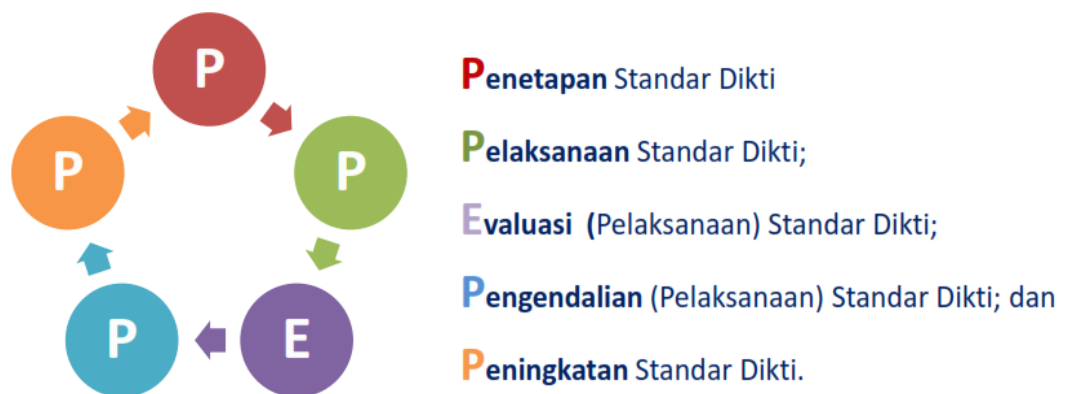 P
P
E
P
P
Penetapan Standar Dikti
Pelaksanaan Standar Dikti;
Evaluasi (Pelaksanaan) Standar Dikti;
Pengendalian (Pelaksanaan) Standar Dikti; dan
Peningkatan Standar Dikti.